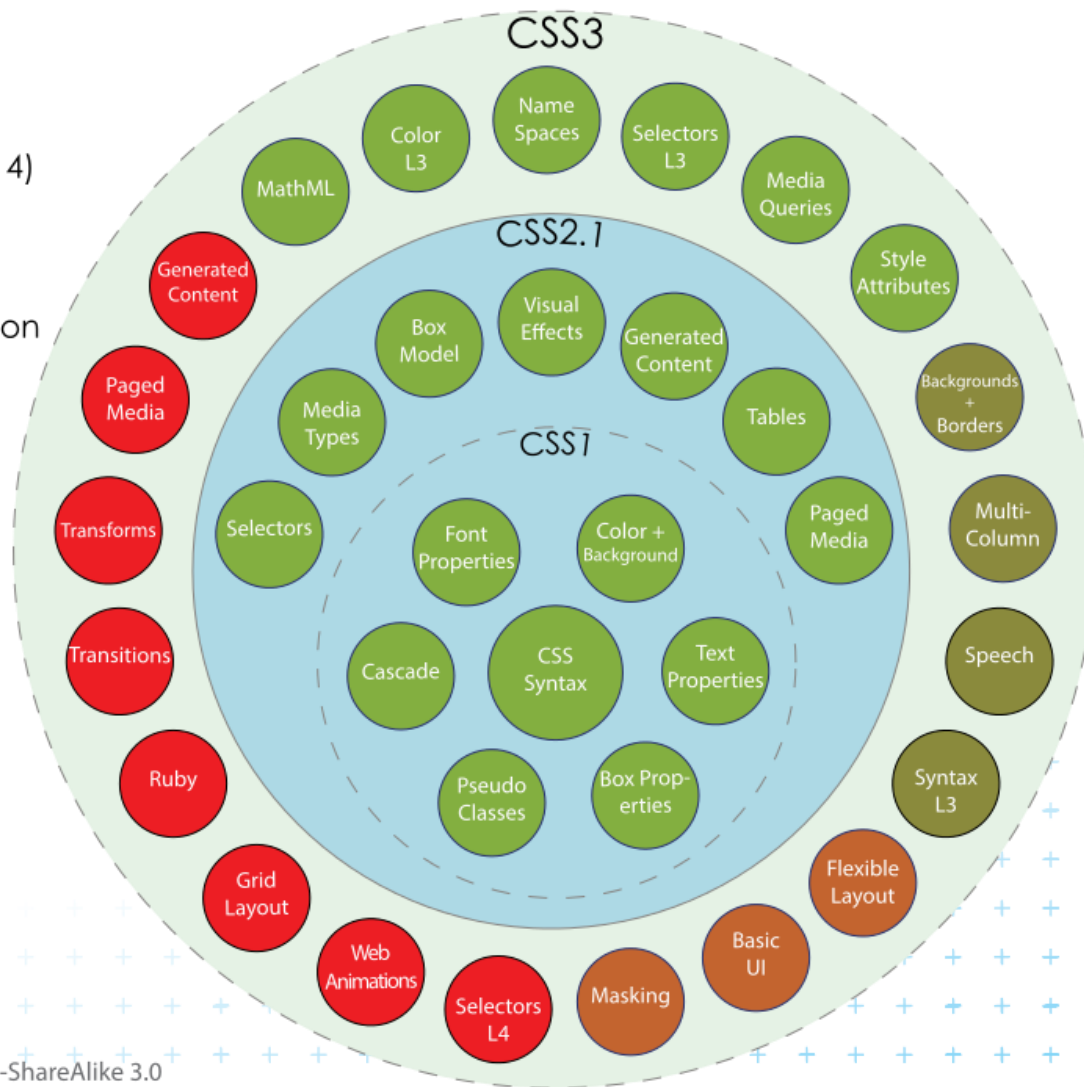 CSS3
4)
on
Name
Spaces
Color
L3
Selectors
L3
MathML
Media
Queries
Generated
Content
Style
Attributes
Paged
Media
Backgrounds
+
Borders
Transforms
Multi-
Column
Transitions
Speech
Ruby
Syntax
L3
Grid
Layout
Flexible
Layout
Web
Animations
Basic
UI
Selectors
L4
Masking
CSS2.1
Visual
Effects
Box
Model
Generated
Content
Media
Types
Tables
Selectors
Paged
Media
CSS1
Font
Properties
Color +
Background
Cascade
CSS
Syntax
Text
Properties
Pseudo
Classes
Box Prop-
erties
-ShareAlike 3.0